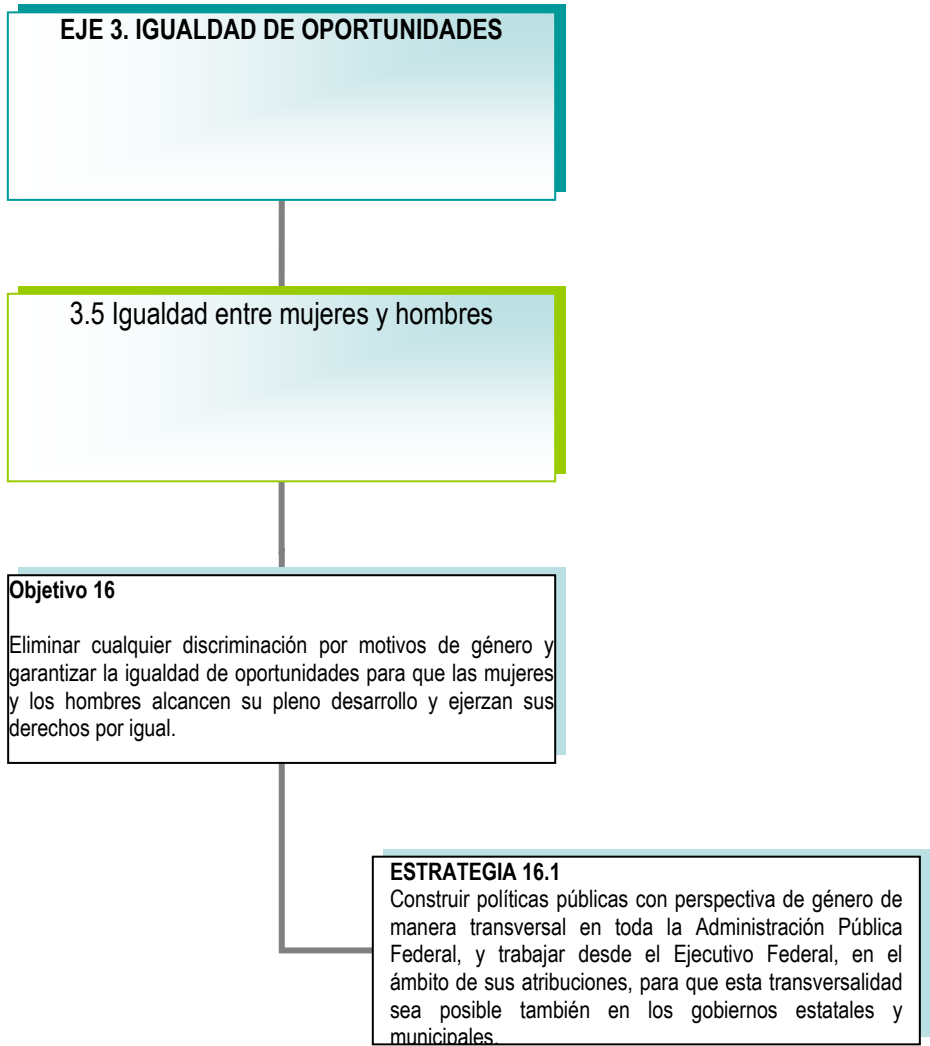 EJE 3. IGUALDAD DE OPORTUNIDADES
3.5 Igualdad entre mujeres y hombres
Objetivo 16
Eliminar cualquier discriminación por motivos de género y
garantizar la igualdad de oportunidades para que las mujeres
y los hombres alcancen su pleno desarrollo y ejerzan sus
derechos por igual.
ESTRATEGIA 16.1
Construir políticas públicas con perspectiva de género de
manera transversal en toda la Administración Pública
Federal, y trabajar desde el Ejecutivo Federal, en el
ámbito de sus atribuciones, para que esta transversalidad
sea posible también en los gobiernos estatales y
municipales.